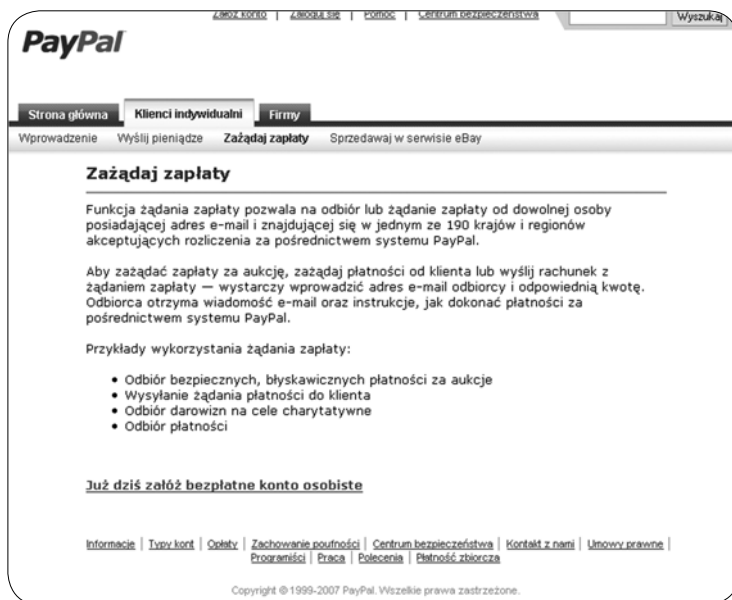 Załóż konto | Zaloguj się | Pomoc | Centrum bezpieczeństwa
Wyszukaj
PayPal
Strona główna Klienci indywidualni Firmy
Wprowadzenie Wyślij pieniądze Zażądaj zapłaty Sprzedawaj w serwisie eBay
Zażądaj zapłaty
Funkcja żądania zapłaty pozwala na odbiór lub żądanie zapłaty od dowolnej osoby
posiadającej adres e-mail i znajdującej się w jednym ze 190 krajów i regionów
akceptujących rozliczenia za pośrednictwem systemu PayPal.
Aby zażądać zapłaty za aukcję, zażądaj płatności od klienta lub wyślij rachunek z
żądaniem zapłaty — wystarczy wprowadzić adres e-mail odbiorcy i odpowiednią kwotę.
Odbiorca otrzyma wiadomość e-mail oraz instrukcje, jak dokonać płatności za
pośrednictwem systemu PayPal.
Przykłady wykorzystania żądania zapłaty:
• Odbiór bezpiecznych, błyskawicznych płatności za aukcje
• Wysyłanie żądania płatności do klienta
• Odbiór darowizn na cele charytatywne
• Odbiór płatności
Już dziś załóż bezpłatne konto osobiste
Informacje | Typy kont | Opłaty | Zachowanie poufności | Centrum bezpieczeństwa | Kontakt z nami | Umowy prawne |
Programiści | Praca | Polecenia | Płatność zbiorcza
Copyright © 1999-2007 PayPal. Wszelkie prawa zastrzeżone.